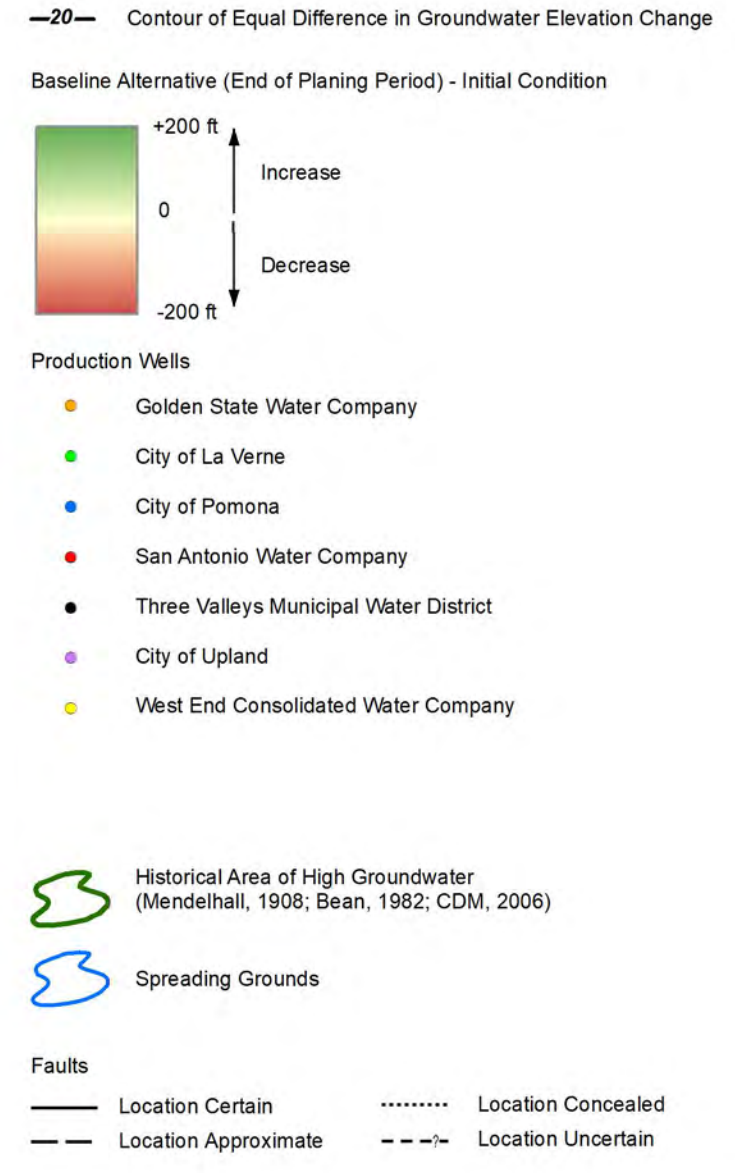 20 Contour of Equal Difference in Groundwater Elevation Change
Baseline Alternative (End of Planing Period) - Initial Condition
+200 ft
Increase
0
Decrease
-200 ft
Production Wells
Golden State Water Company
City of La Verne
City of Pomona
San Antonio Water Company
Three Valleys Municipal Water District
City of Upland
West End Consolidated Water Company
Historical Area of High Groundwater
(Mendelhall, 1908; Bean, 1982; CDM, 2006)
Spreading Grounds
Faults
Location Certain
Location Concealed
Location Approximate
? Location Uncertain